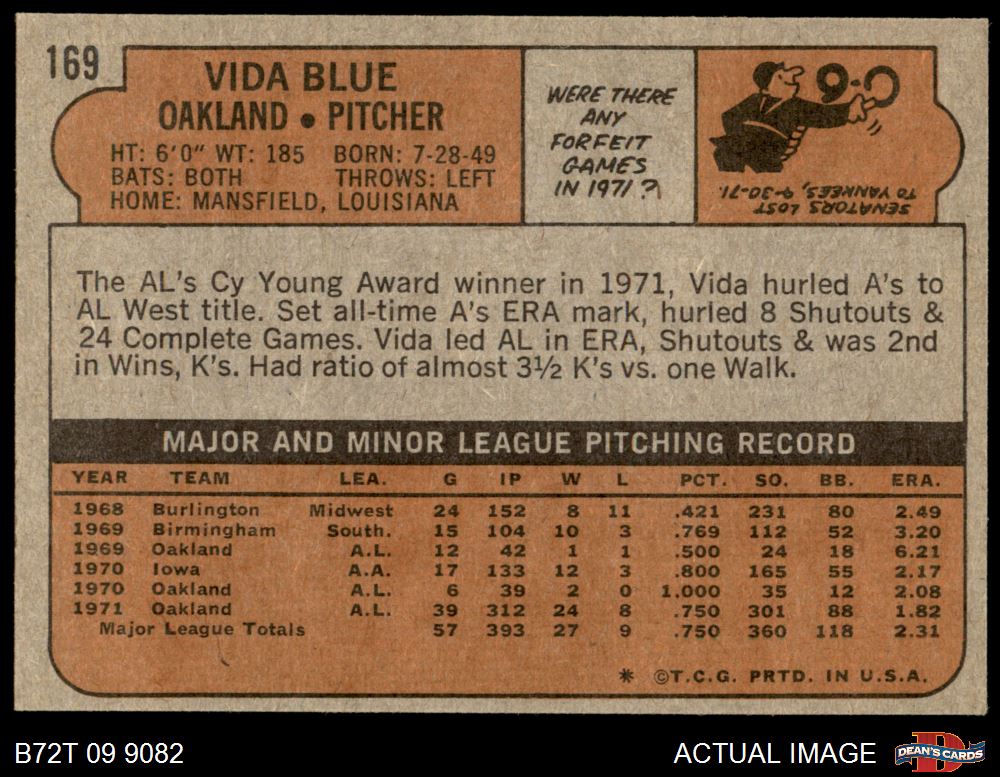 169
VIDA BLUE
OAKLAND • PITCHER
HT: 6'0" WT: 185 BORN: 7-28-49
BATS: BOTH THROWS: LEFT
HOME: MANSFIELD, LOUISIANA
WERE THERE
ANY
FORFEIT
GAMES
IN 1971?
9-0
SENATORS LOST
TO YANKEES, 9-30-71.
The AL's Cy Young Award winner in 1971, Vida hurled A's to
AL West title. Set all-time A's ERA mark, hurled 8 Shutouts &
24 Complete Games. Vida led AL in ERA, Shutouts & was 2nd
in Wins, K's. Had ratio of almost 3½ K's vs. one Walk.
MAJOR AND MINOR LEAGUE PITCHING RECORD
YEAR TEAM LEA. G IP W L PCT. SO. BB. ERA.
1968 Burlington Midwest 24 152 8 11 .421 231 80 2.49
1969 Birmingham South. 15 104 10 3 .769 112 52 3.20
1969 Oakland A.L. 12 42 1 1 .500 24 18 6.21
1970 Iowa A.A. 17 133 12 3 .800 165 55 2.17
1970 Oakland A.L. 6 39 2 0 1.000 35 12 2.08
1971 Oakland A.L. 39 312 24 8 .750 301 88 1.82
Major League Totals 57 393 27 9 .750 360 118 2.31
* ©T.C.G. PRTD. IN U.S.A.
B72T 09 9082 ACTUAL IMAGE
DEAN'S CARDS